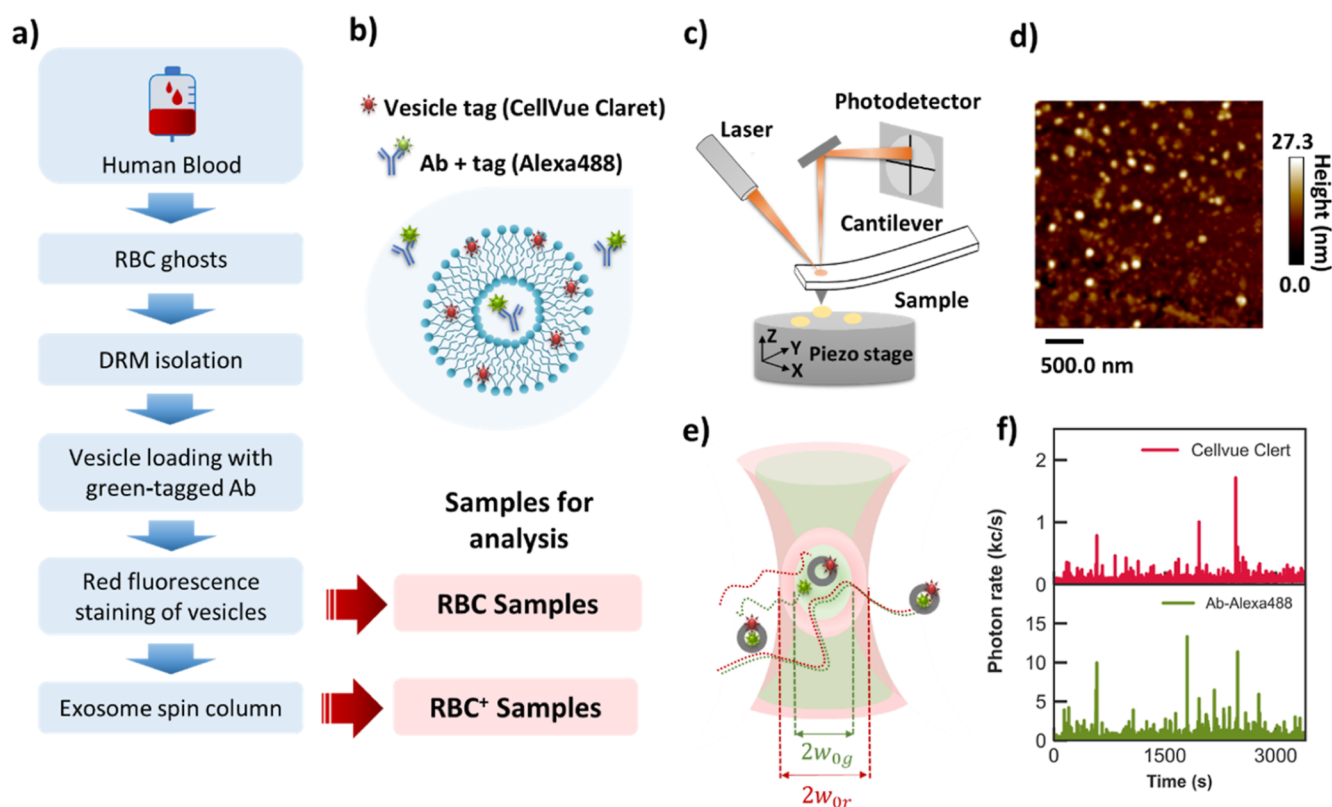 a)
Human Blood
RBC ghosts
DRM isolation
Vesicle loading with
green-tagged Ab
Red fluorescence
staining of vesicles
Exosome spin column
b)
Vesicle tag (CellVue Claret)
Ab + tag (Alexa488)
Samples for
analysis
RBC Samples
RBC⁺ Samples
c)
Photodetector
Laser
Cantilever
Sample
Z
Y
X
Piezo stage
d)
27.3
Height (nm)
0.0
500.0 nm
e)
2w₀g
2w₀r
f)
Cellvue Clert
2
1
0
Ab-Alexa488
15
10
5
0
Photon rate (kc/s)
0
1500
3000
Time (s)